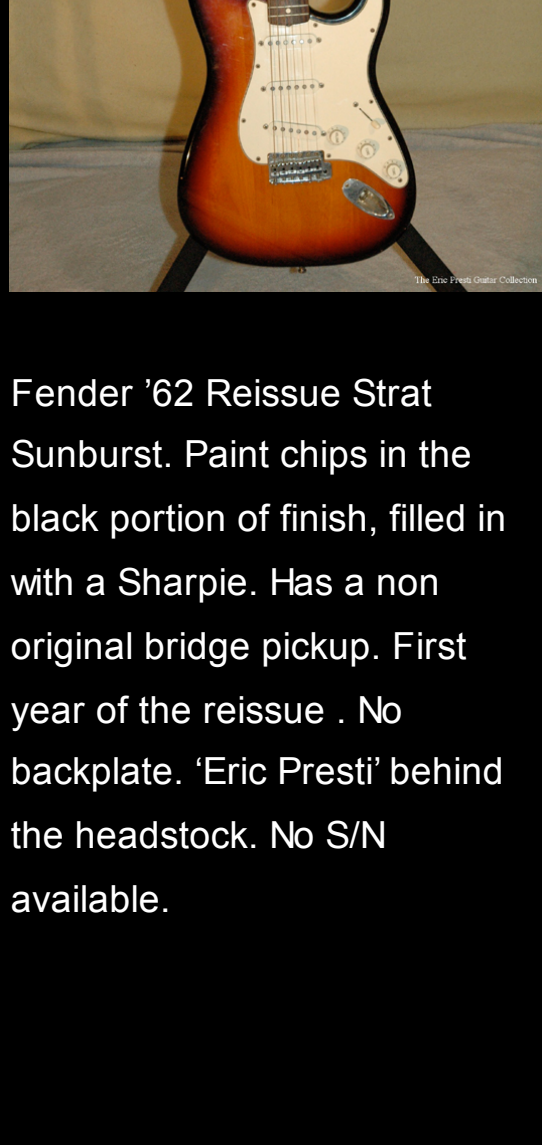 The Eric Presti Guitar Collection
Fender ’62 Reissue Strat
Sunburst. Paint chips in the
black portion of finish, filled in
with a Sharpie. Has a non
original bridge pickup. First
year of the reissue . No
backplate. ‘Eric Presti’ behind
the headstock. No S/N
available.